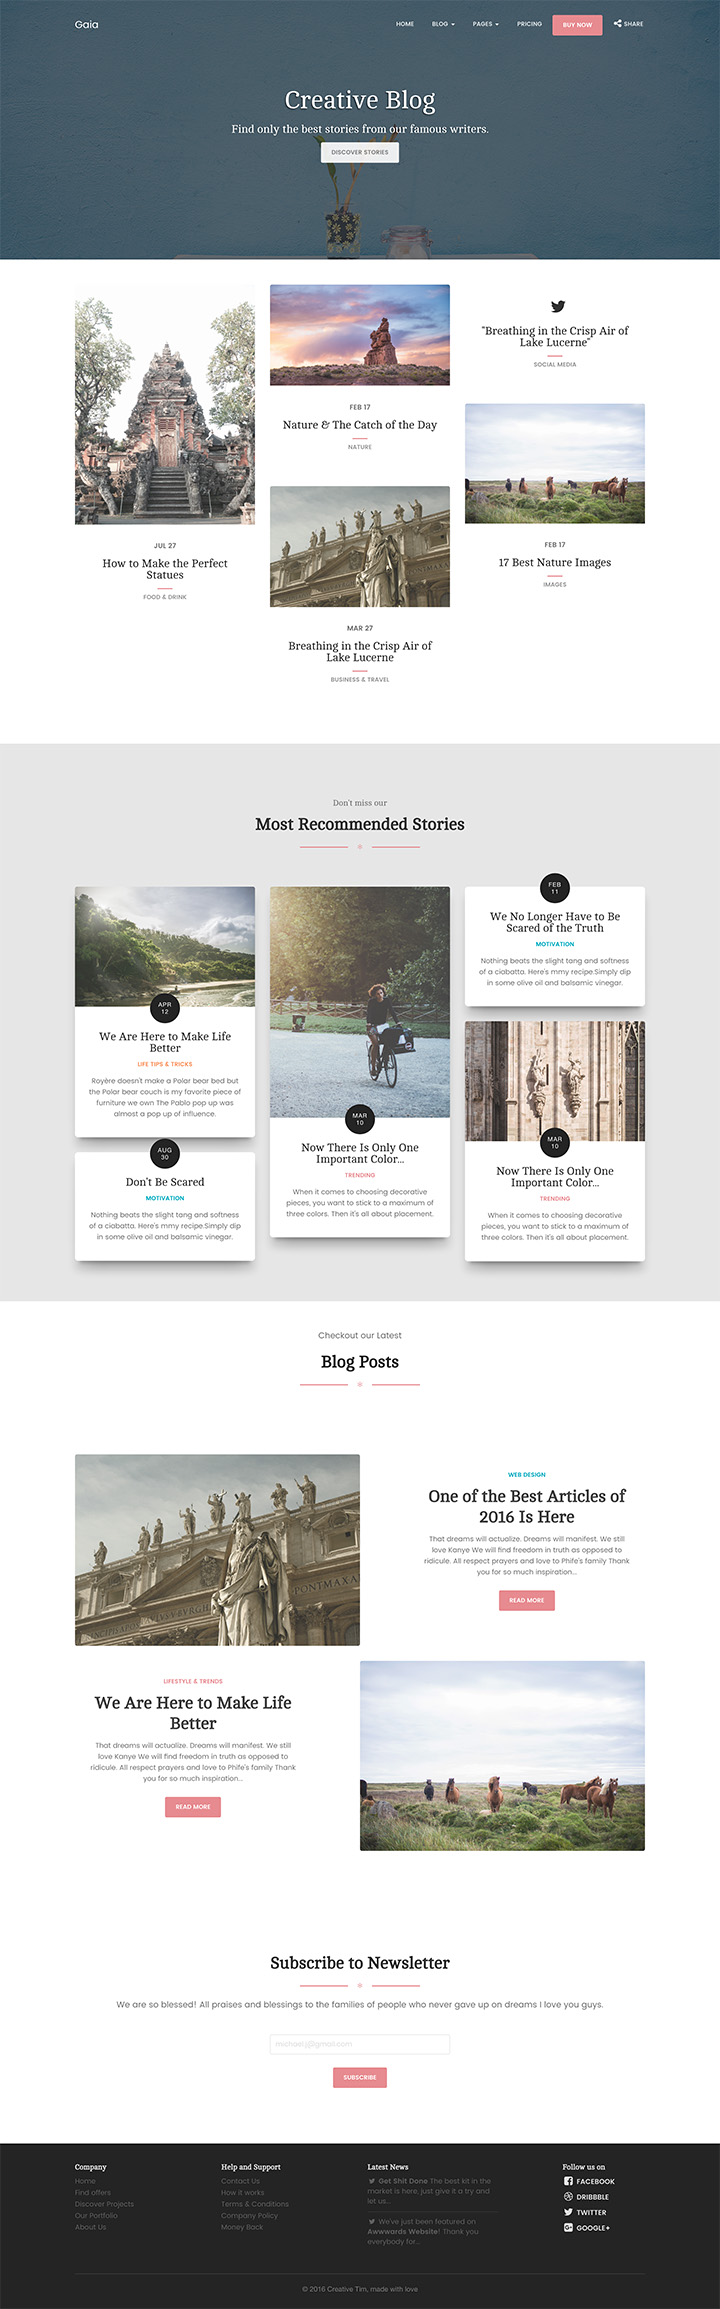 Gaia
HOME
BLOG
PAGES
PRICING
BUY NOW
SHARE
Creative Blog
Find only the best stories from our famous writers.
DISCOVER STORIES
JUL 27
How to Make the Perfect
Statues
FOOD & DRINK
FEB 17
Nature & The Catch of the Day
NATURE
MAR 27
Breathing in the Crisp Air of
Lake Lucerne
BUSINESS & TRAVEL
"Breathing in the Crisp Air of
Lake Lucerne"
SOCIAL MEDIA
FEB 17
17 Best Nature Images
IMAGES
Don't miss our
Most Recommended Stories
APR
12
We Are Here to Make Life
Better
LIFE TIPS & TRICKS
Royère doesn't make a Polar bear bed but
the Polar bear couch is my favorite piece of
furniture we own The Pablo pop up was
almost a pop up of influence.
AUG
30
Don't Be Scared
MOTIVATION
Nothing beats the slight tang and softness
of a ciabatta. Here's mmy recipe.Simply dip
in some olive oil and balsamic vinegar.
MAR
10
Now There Is Only One
Important Color...
TRENDING
When it comes to choosing decorative
pieces, you want to stick to a maximum of
three colors. Then it's all about placement.
FEB
11
We No Longer Have to Be
Scared of the Truth
MOTIVATION
Nothing beats the slight tang and softness
of a ciabatta. Here's mmy recipe.Simply dip
in some olive oil and balsamic vinegar.
MAR
10
Now There Is Only One
Important Color...
TRENDING
When it comes to choosing decorative
pieces, you want to stick to a maximum of
three colors. Then it's all about placement.
Checkout our Latest
Blog Posts
WEB DESIGN
One of the Best Articles of
2016 Is Here
That dreams will actualize. Dreams will manifest. We still
love Kanye We will find freedom in truth as opposed to
ridicule. All respect prayers and love to Phife's family Thank
you for so much inspiration...
READ MORE
LIFESTYLE & TRENDS
We Are Here to Make Life
Better
That dreams will actualize. Dreams will manifest. We still
love Kanye We will find freedom in truth as opposed to
ridicule. All respect prayers and love to Phife's family Thank
you for so much inspiration...
READ MORE
Subscribe to Newsletter
We are so blessed! All praises and blessings to the families of people who never gave up on dreams I love you guys.
michael.j@gmail.com
SUBSCRIBE
Company
Home
Find offers
Discover Projects
Our Portfolio
About Us
Help and Support
Contact Us
How it works
Terms & Conditions
Company Policy
Money Back
Latest News
Get Shit Done The best kit in the
market is here, just give it a try and
let us...
We've just been featured on
Awwwards Website! Thank you
everybody for...
Follow us on
FACEBOOK
DRIBBBLE
TWITTER
GOOGLE+
© 2016 Creative Tim, made with love